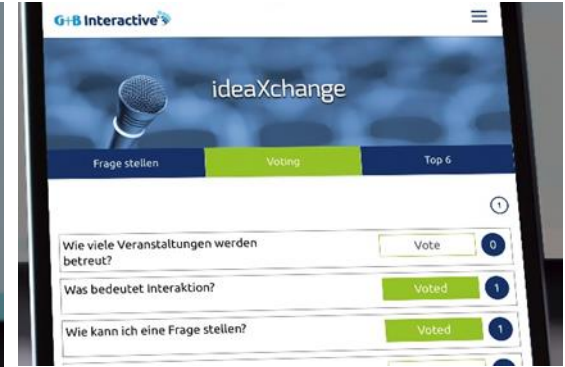 G+B Interactive
ideaXchange
Frage stellen
Voting
Top 6
1
Wie viele Veranstaltungen werden
betreut?
Vote
0
Was bedeutet Interaktion?
Voted
1
Wie kann ich eine Frage stellen?
Voted
1